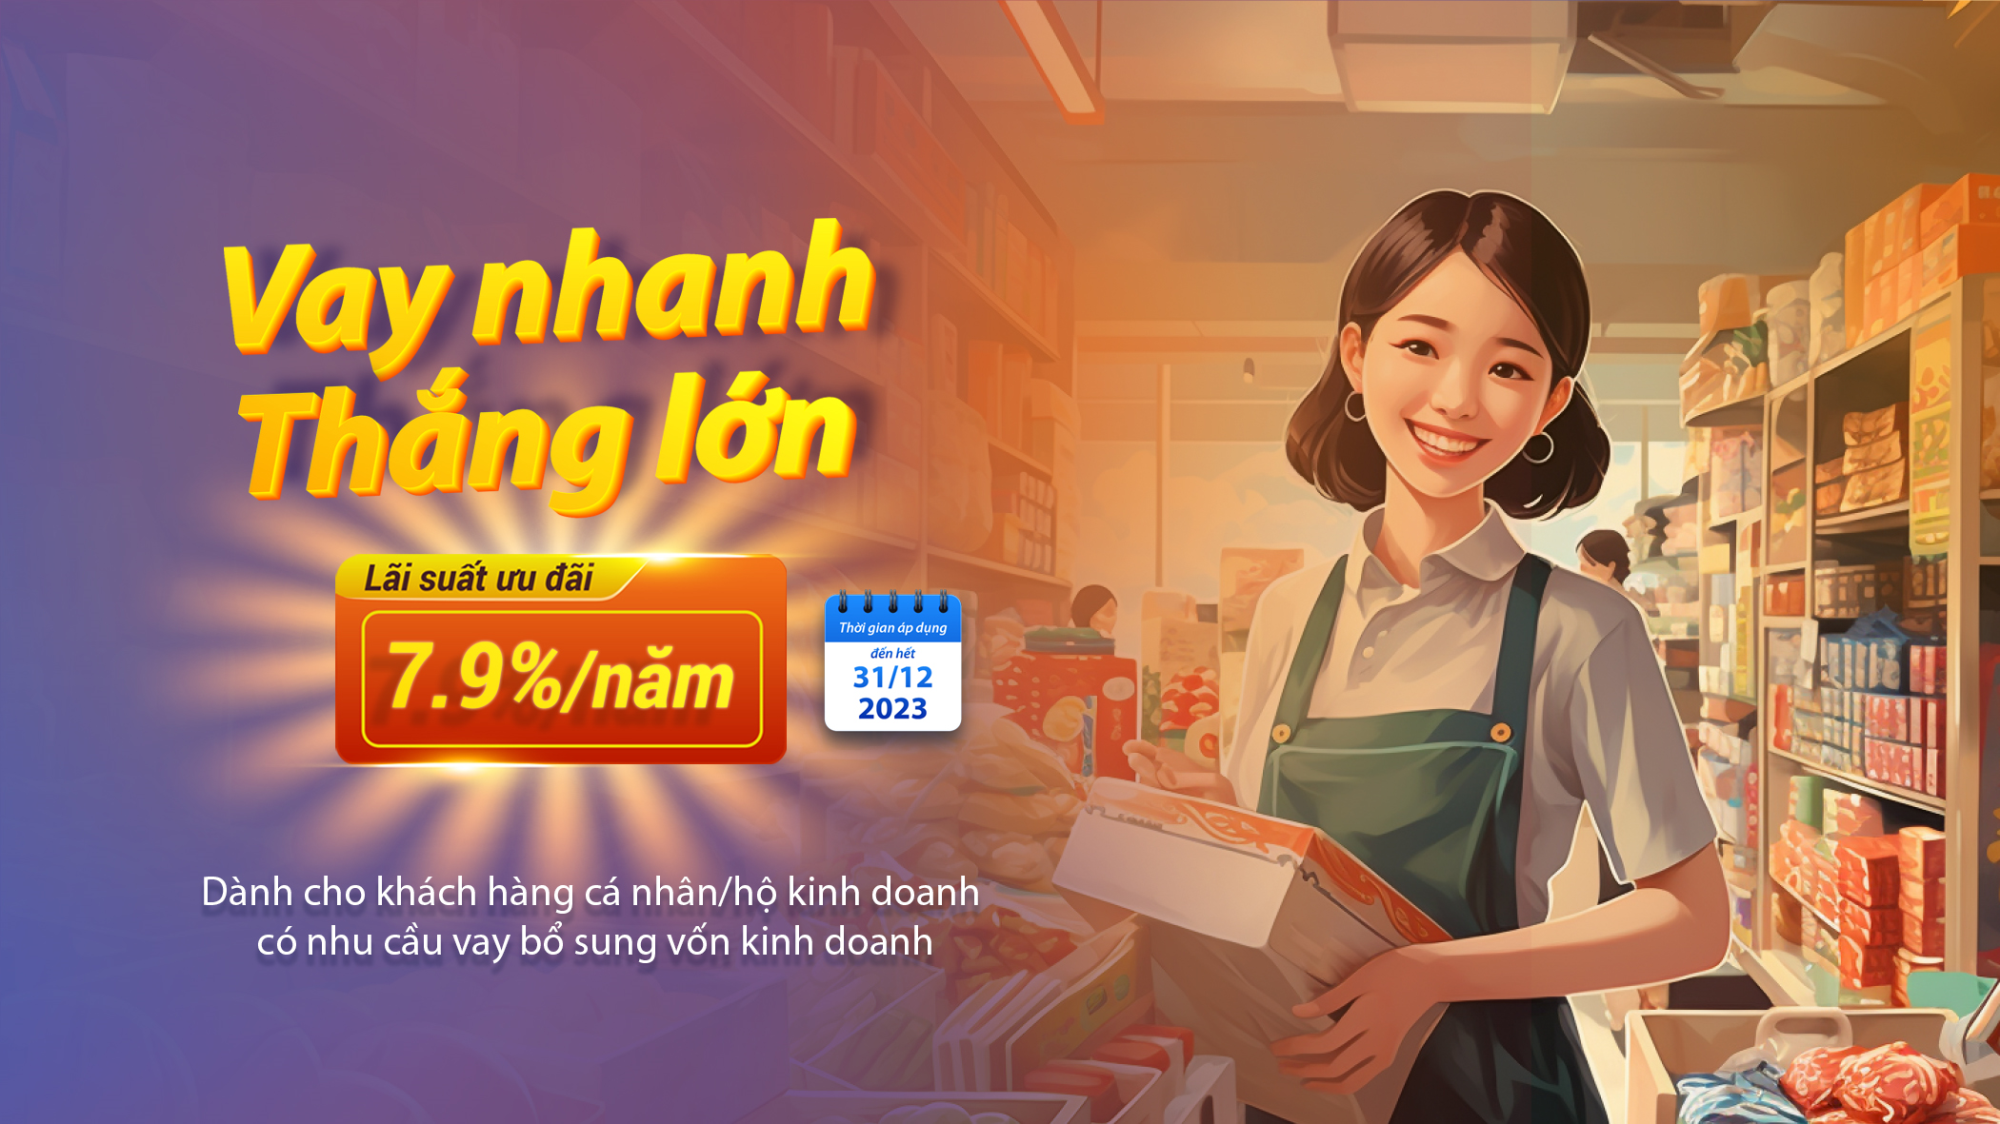 Vay nhanh
Thắng lớn
Lãi suất ưu đãi
7.9%/năm
Thời gian áp dụng
đến hết
31/12
2023
Dành cho khách hàng cá nhân/hộ kinh doanh
có nhu cầu vay bổ sung vốn kinh doanh